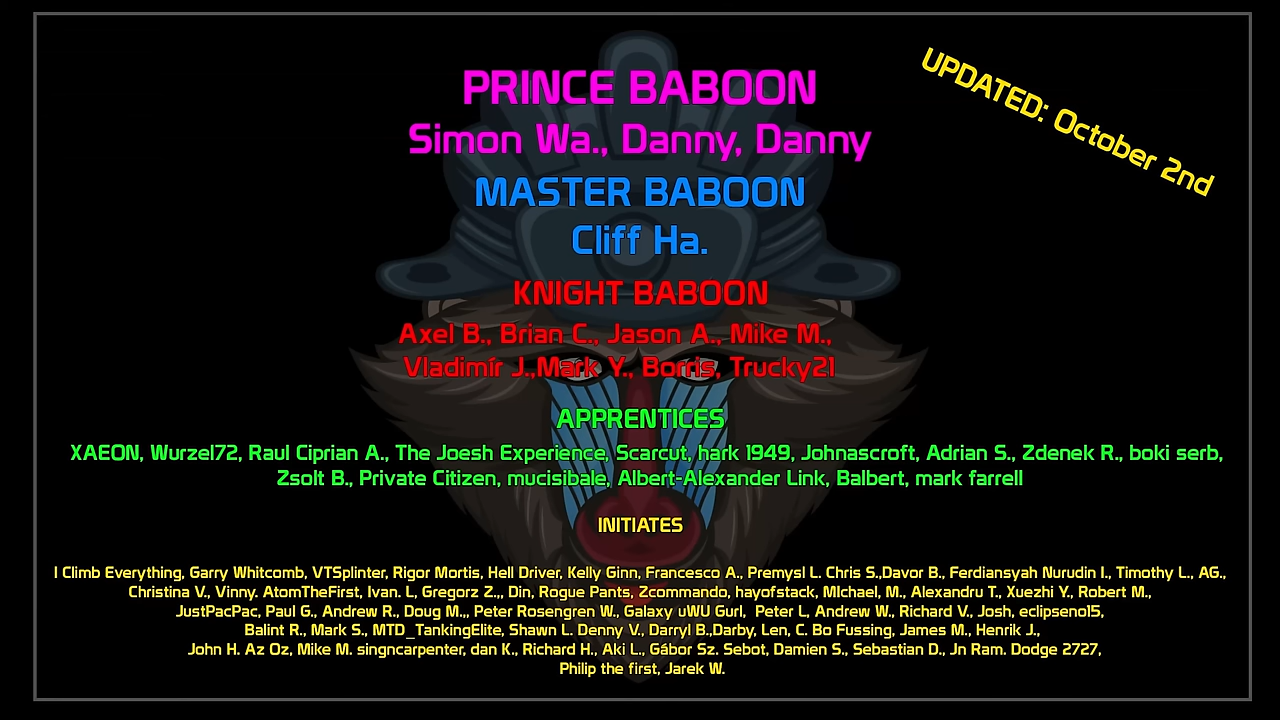 PRINCE BABOON
Simon Wa., Danny, Danny
UPDATED: October 2nd
MASTER BABOON
Cliff Ha.
KNIGHT BABOON
Axel B., Brian C., Jason A., Mike M.,
Vladimír J.,Mark Y., Borris, Trucky21
APPRENTICES
XAEON, Wurzel72, Raul Ciprian A., The Joesh Experience, Scarcut, hark 1949, Johnascroft, Adrian S., Zdenek R., boki serb,
Zsolt B., Private Citizen, mucisibale, Albert-Alexander Link, Balbert, mark farrell
INITIATES
I Climb Everything, Garry Whitcomb, VTSplinter, Rigor Mortis, Hell Driver, Kelly Ginn, Francesco A., Premysl L. Chris S.,Davor B., Ferdiansyah Nurudin I., Timothy L., AG.,
Christina V., Vinny. AtomTheFirst, Ivan. L, Gregorz Z.,, Din, Rogue Pants, Zcommando, hayofstack, MIchael, M., Alexandru T., Xuezhi Y., Robert M.,
JustPacPac, Paul G., Andrew R., Doug M.,, Peter Rosengren W., Galaxy uWU Gurl, Peter L, Andrew W., Richard V., Josh, eclipseno15,
Balint R., Mark S., MTD_TankingElite, Shawn L. Denny V., Darryl B.,Darby, Len, C. Bo Fussing, James M., Henrik J.,
John H. Az Oz, Mike M. singncarpenter, dan K., Richard H., Aki L., Gábor Sz. Sebot, Damien S., Sebastian D., Jn Ram. Dodge 2727,
Philip the first, Jarek W.